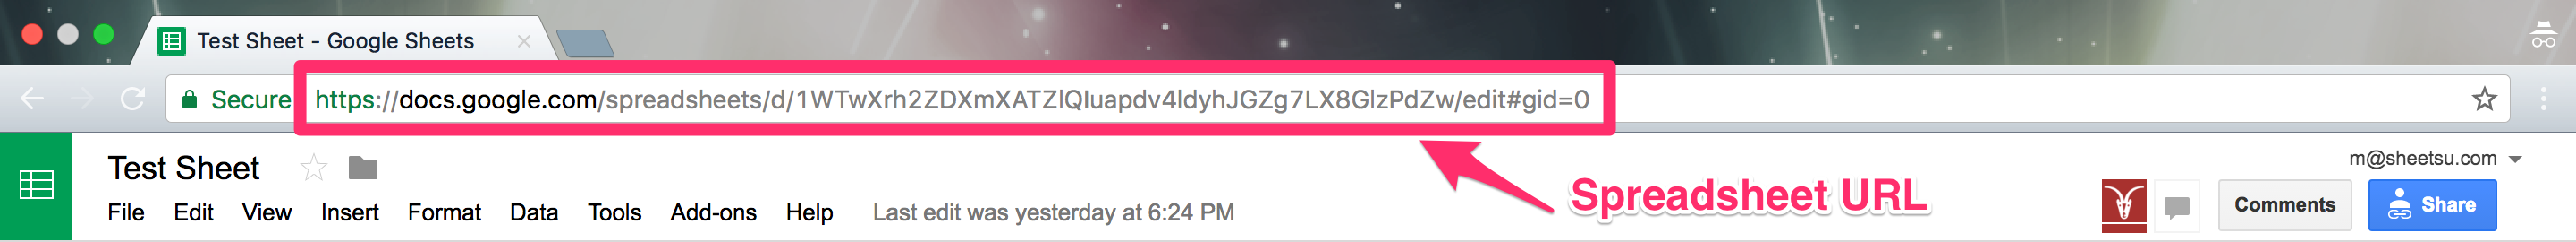 Test Sheet - Google Sheets
Secure https://docs.google.com/spreadsheets/d/1WTwXrh2ZDXmXATZlQIuapdv4ldyhJGZg7LX8GlzPdZw/edit#gid=0
Test Sheet
m@sheetsu.com
File Edit View Insert Format Data Tools Add-ons Help Last edit was yesterday at 6:24 PM
Spreadsheet URL
Comments
Share